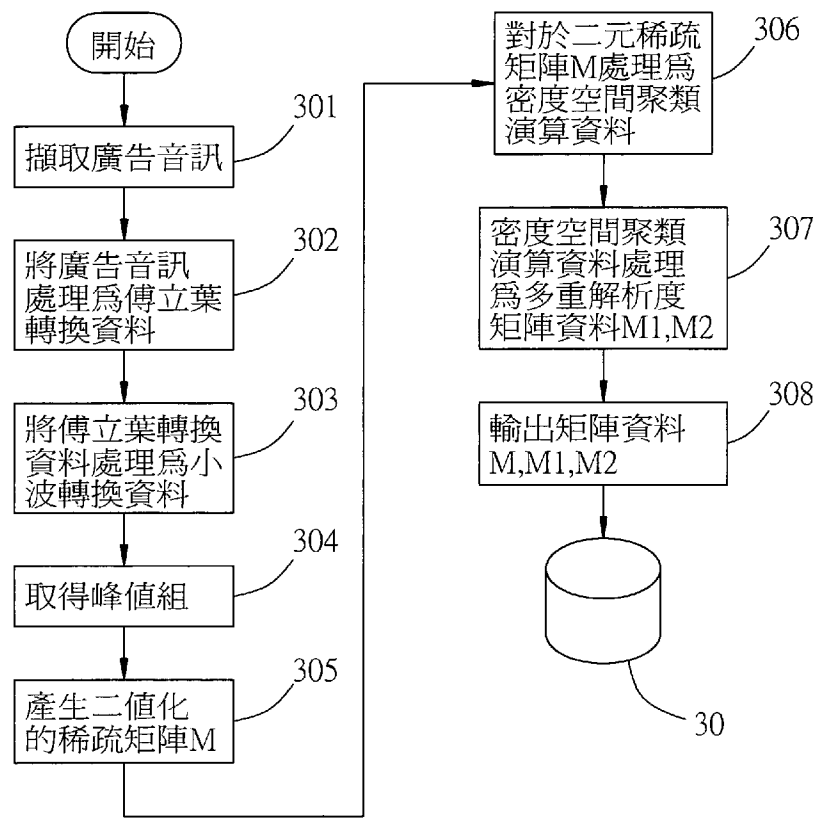 開始
301
擷取廣告音訊
302
將廣告音訊
處理爲傅立葉
轉換資料
303
將傅立葉轉換
資料處理爲小
波轉換資料
304
取得峰值組
305
產生二值化
的稀疏矩陣M
306
對於二元稀疏
矩陣M處理爲
密度空間聚類
演算資料
307
密度空間聚類
演算資料處理
爲多重解析度
矩陣資料M1,M2
308
輸出矩陣資料
M,M1,M2
30